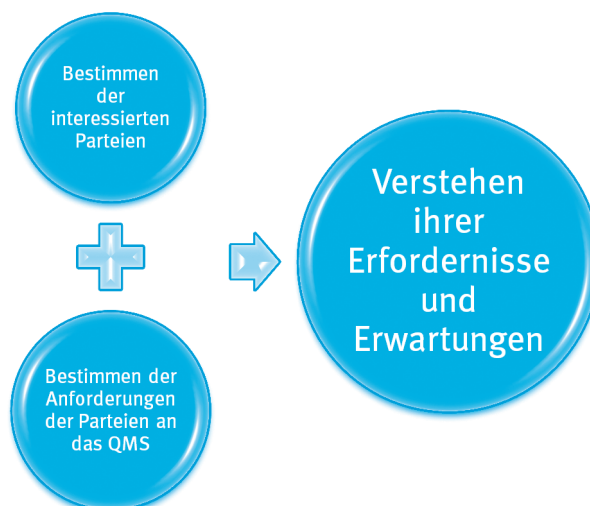 Bestimmen
der
interessierten
Parteien
Bestimmen der
Anforderungen
der Parteien an
das QMS
Verstehen
ihrer
Erfordernisse
und
Erwartungen